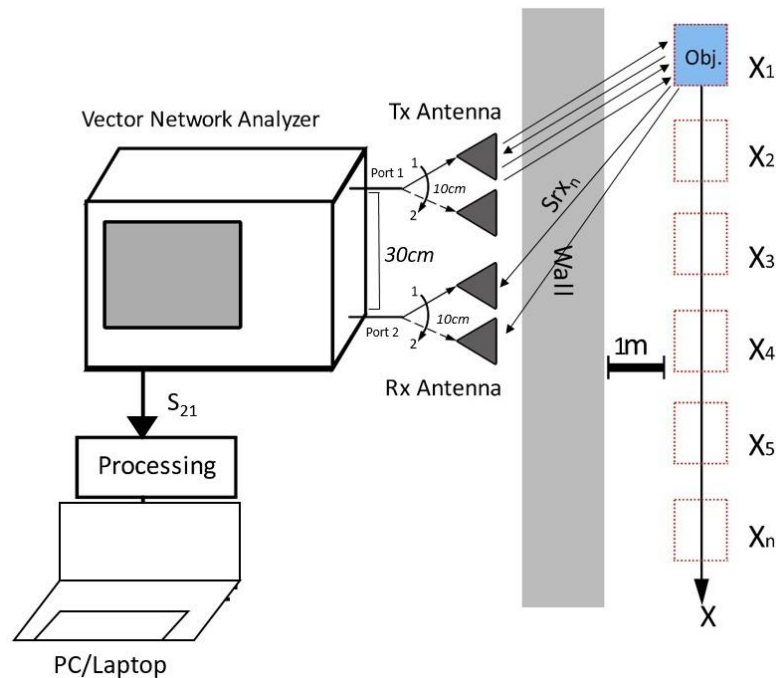 Vector Network Analyzer
Tx Antenna
Port 1
1
10cm
2
30cm
1
10cm
Port 2
2
Rx Antenna
S21
Processing
PC/Laptop
Srxn
Wall
1m
Obj.
X1
X2
X3
X4
X5
Xn
X